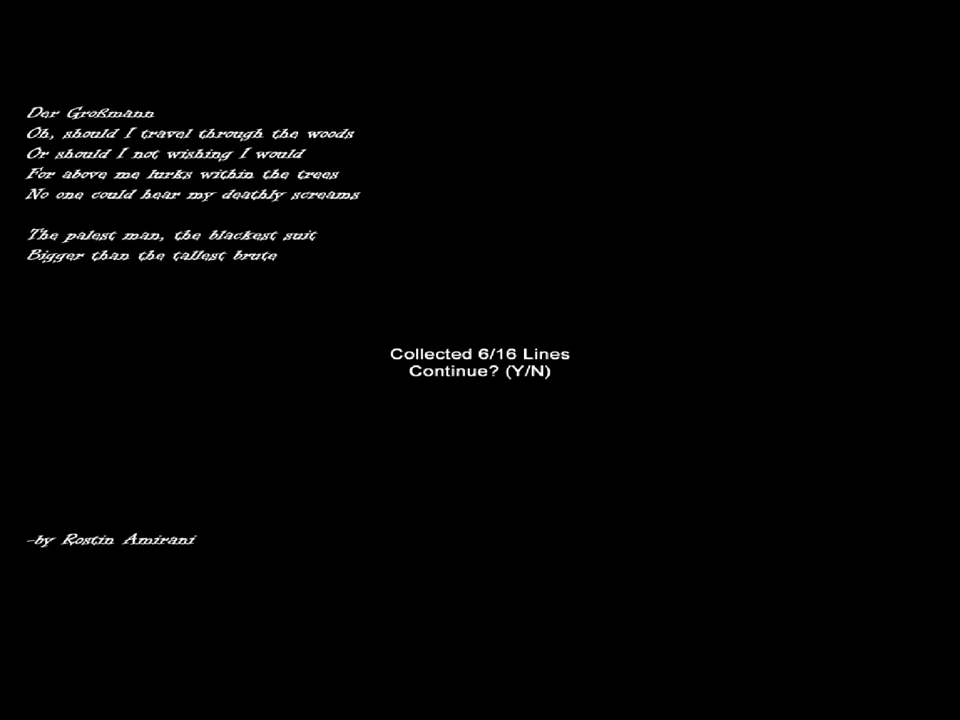 Der Großmann
Oh, should I travel through the woods
Or should I not wishing I would
For above me lurks within the trees
No one could hear my deathly screams
The palest man, the blackest suit
Bigger than the tallest brute
Collected 6/16 Lines
Continue? (Y/N)
-by Rostin Amirani